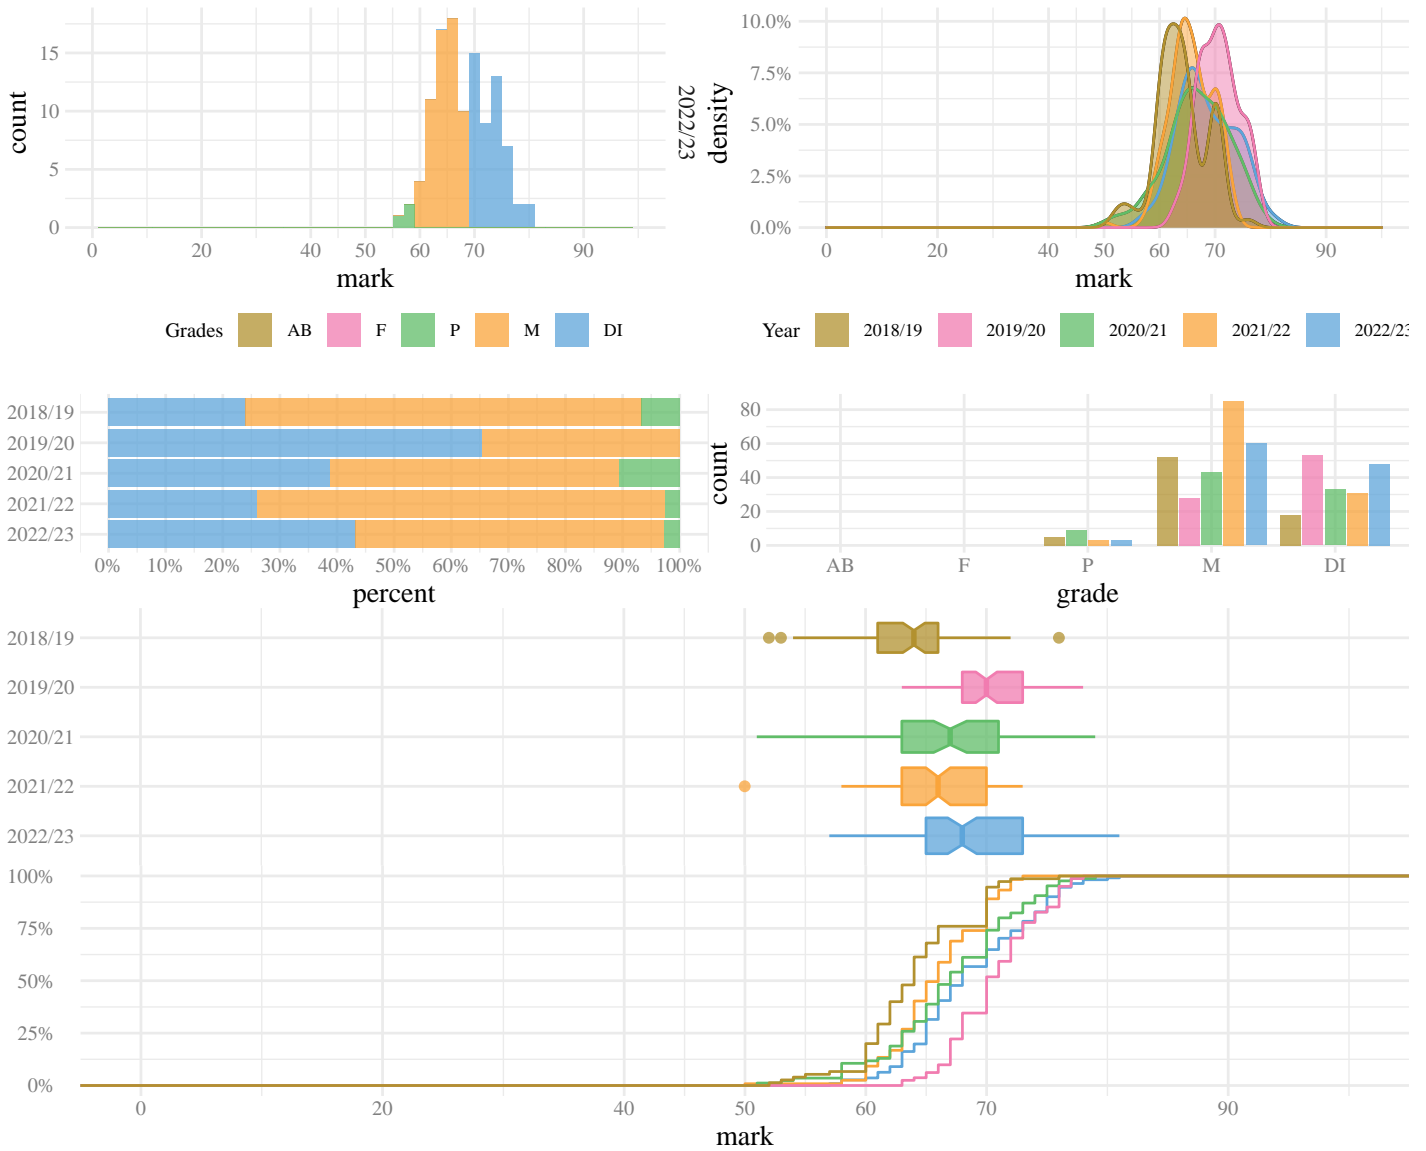 15
10
5
0
count
0 20 40 50 60 70 90
mark
2022/23
10.0%
7.5%
5.0%
2.5%
0.0%
density
0 20 40 50 60 70 90
mark
Grades AB F P M DI
Year 2018/19 2019/20 2020/21 2021/22 2022/23
2018/19
2019/20
2020/21
2021/22
2022/23
0% 10% 20% 30% 40% 50% 60% 70% 80% 90% 100%
percent
80
60
40
20
0
count
AB F P M DI
grade
2018/19
2019/20
2020/21
2021/22
2022/23
100%
75%
50%
25%
0%
0 20 40 50 60 70 90
mark